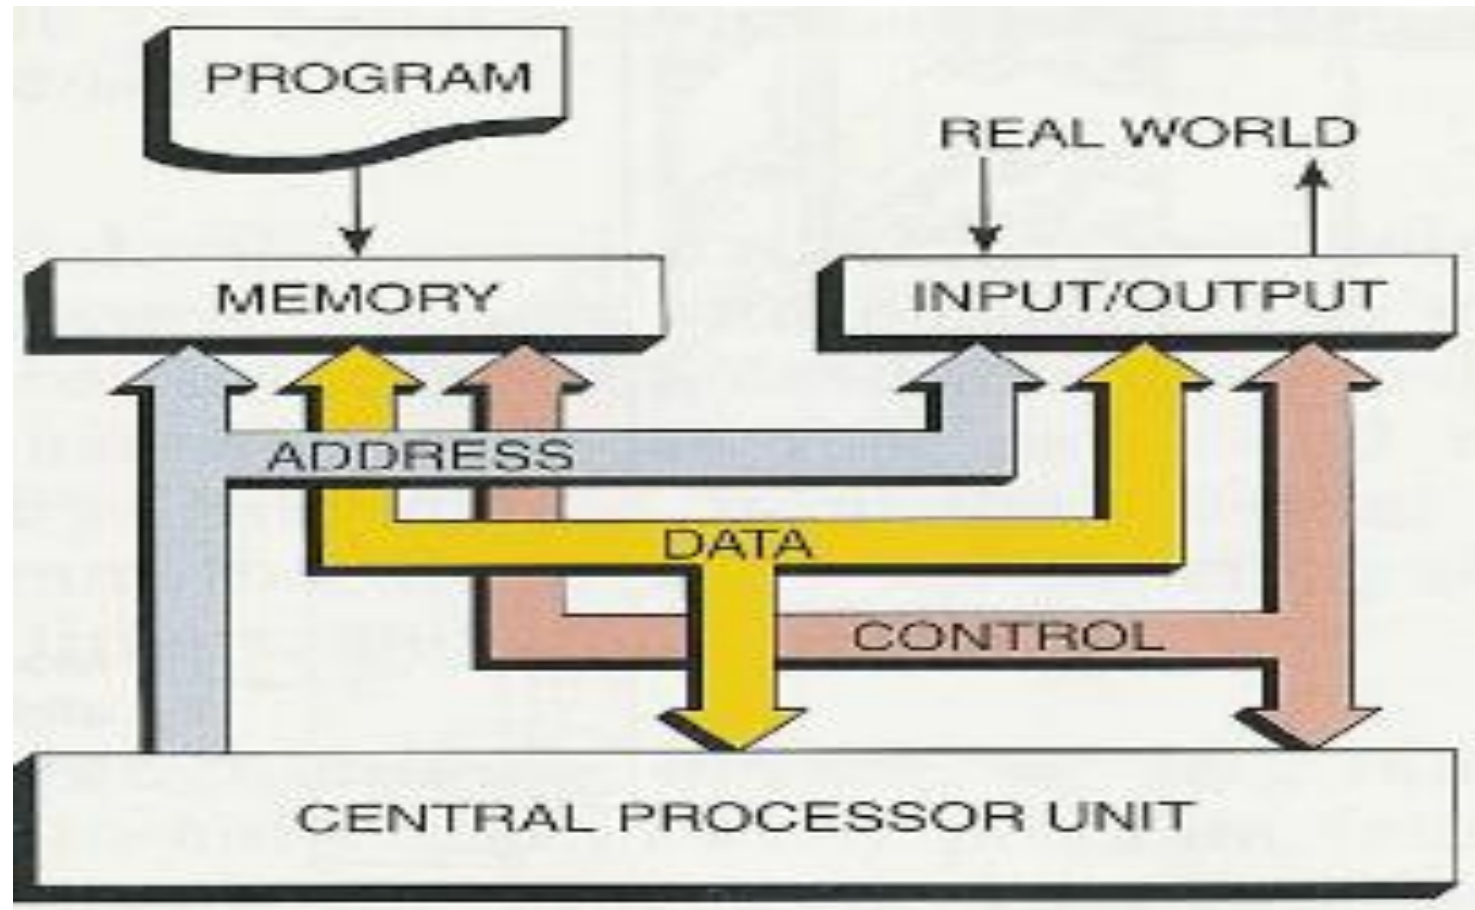 PROGRAM
REAL WORLD
MEMORY
INPUT/OUTPUT
ADDRESS
DATA
CONTROL
CENTRAL PROCESSOR UNIT